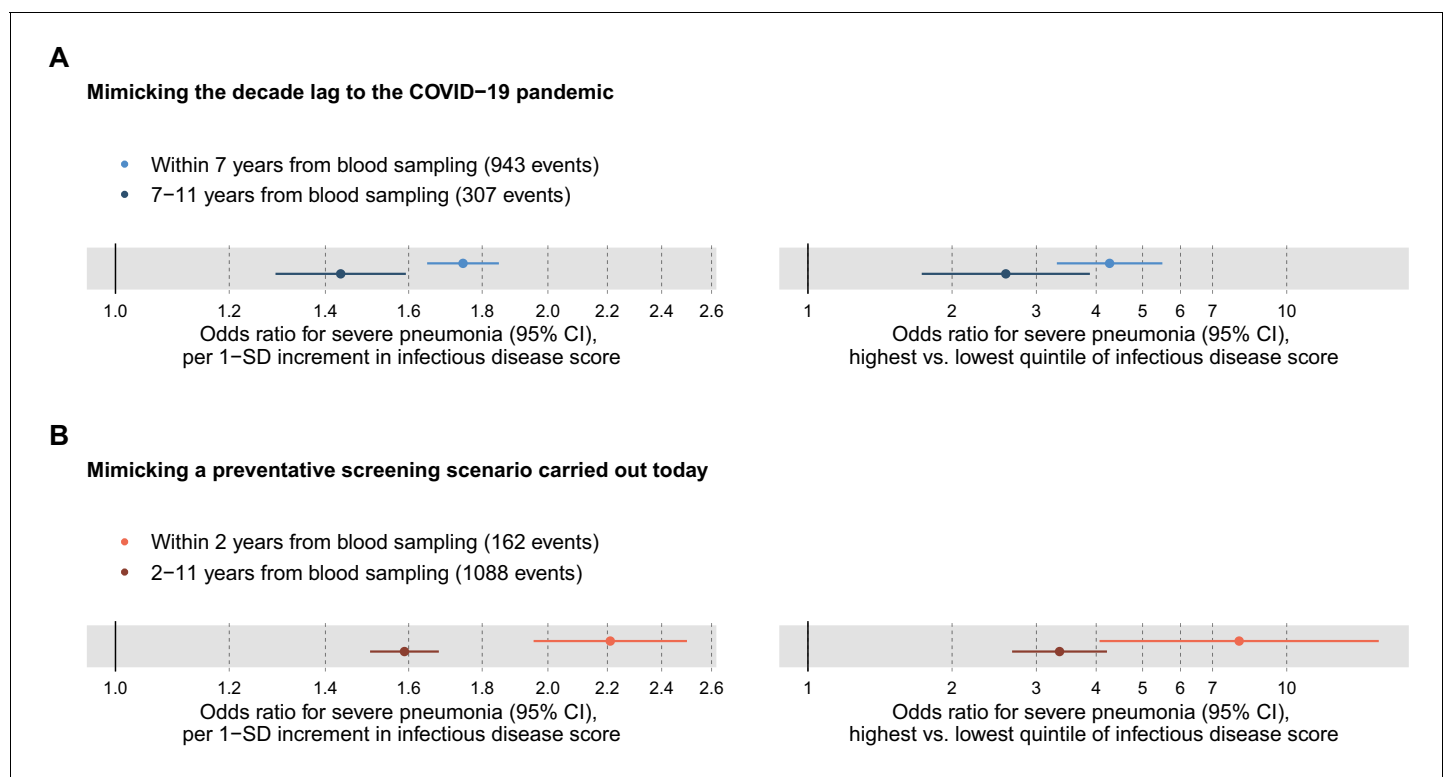 A
Mimicking the decade lag to the COVID−19 pandemic
Within 7 years from blood sampling (943 events)
7−11 years from blood sampling (307 events)
1.0 1.2 1.4 1.6 1.8 2.0 2.2 2.4 2.6
Odds ratio for severe pneumonia (95% CI),
per 1−SD increment in infectious disease score
1 2 3 4 5 6 7 10
Odds ratio for severe pneumonia (95% CI),
highest vs. lowest quintile of infectious disease score
B
Mimicking a preventative screening scenario carried out today
Within 2 years from blood sampling (162 events)
2−11 years from blood sampling (1088 events)
1.0 1.2 1.4 1.6 1.8 2.0 2.2 2.4 2.6
Odds ratio for severe pneumonia (95% CI),
per 1−SD increment in infectious disease score
1 2 3 4 5 6 7 10
Odds ratio for severe pneumonia (95% CI),
highest vs. lowest quintile of infectious disease score